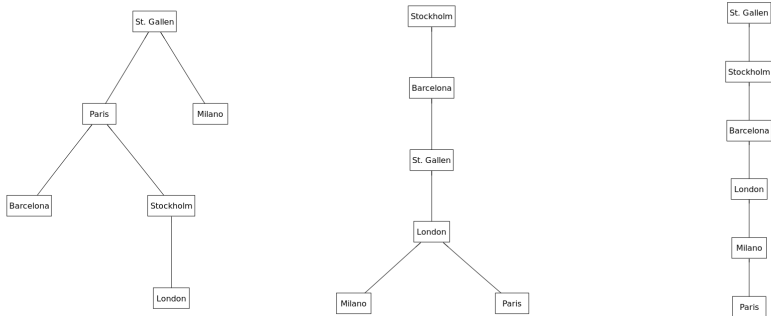 St. Gallen
Paris
Milano
Barcelona
Stockholm
London
Stockholm
Barcelona
St. Gallen
London
Milano
Paris
St. Gallen
Stockholm
Barcelona
London
Milano
Paris